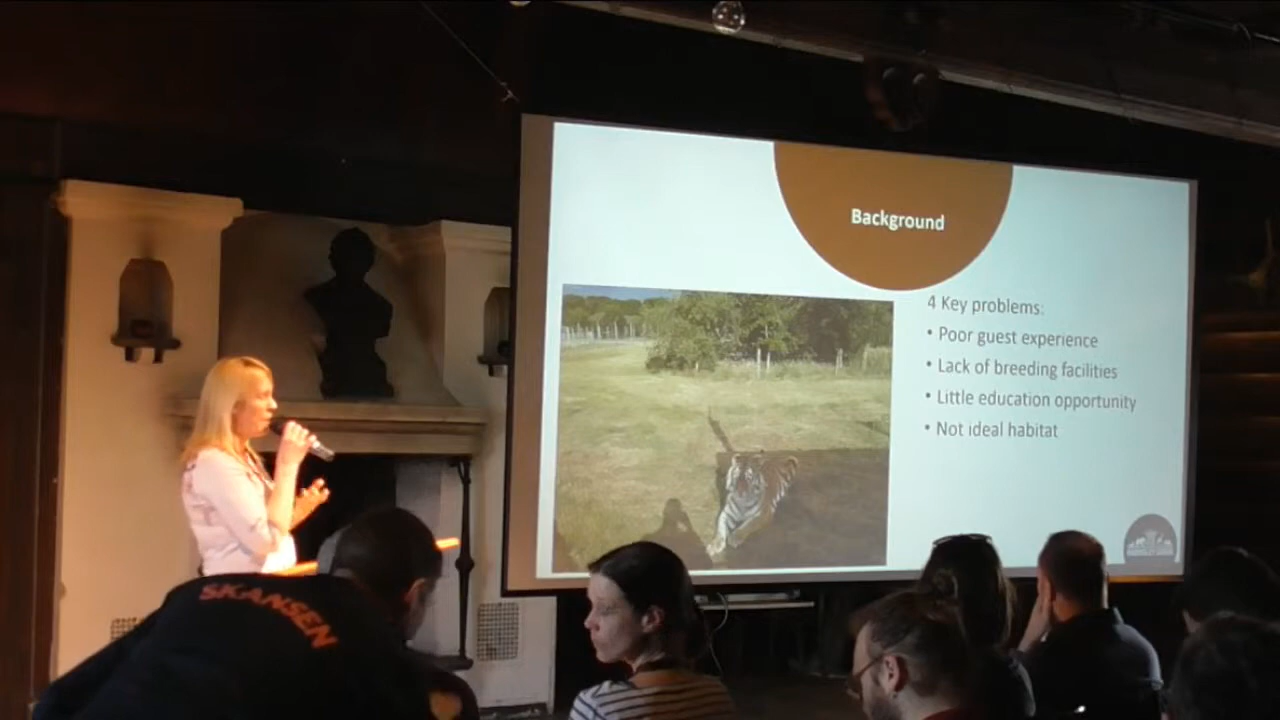 Background
4 Key problems:
• Poor guest experience
• Lack of breeding facilities
• Little education opportunity
• Not ideal habitat
SKANSEN